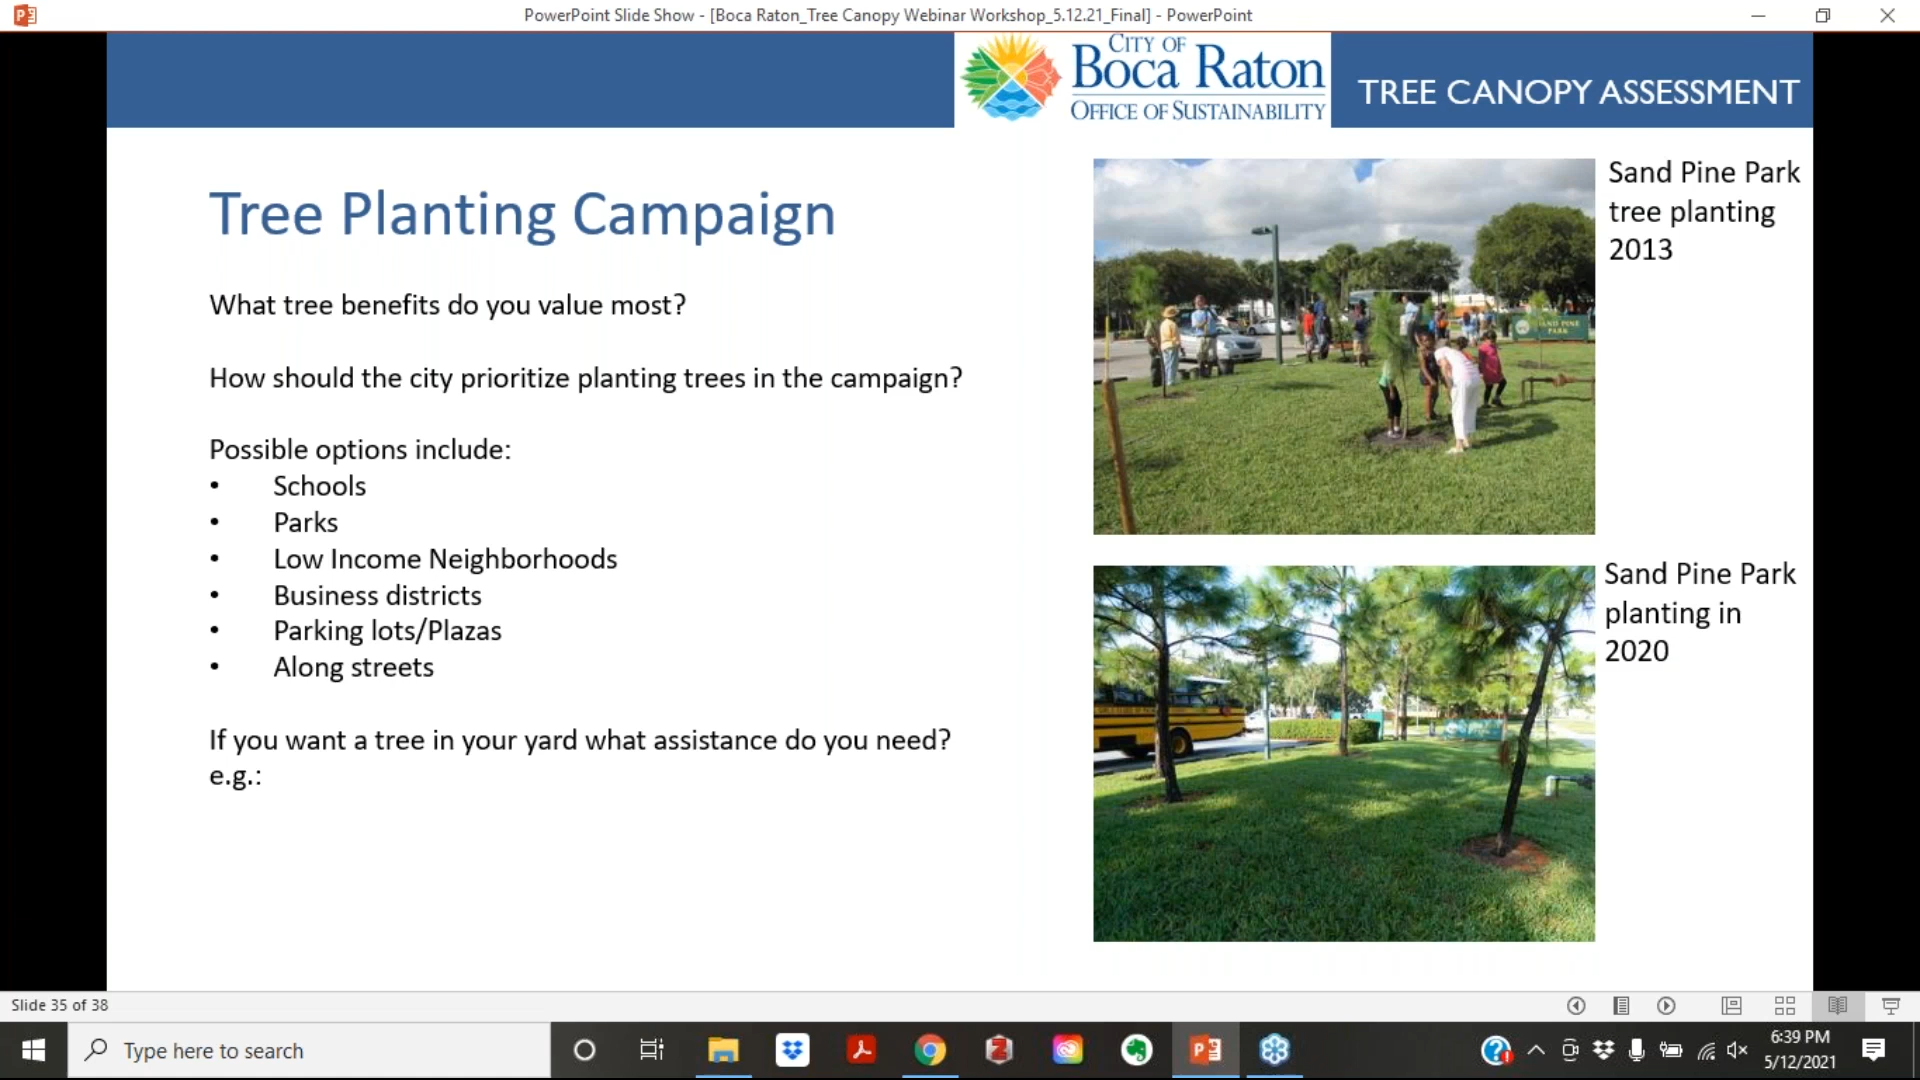 PowerPoint Slide Show - [Boca Raton_Tree Canopy Webinar Workshop_5.12.21_Final] - PowerPoint
CITY OF
Boca Raton
OFFICE OF SUSTAINABILITY
TREE CANOPY ASSESSMENT
Tree Planting Campaign
What tree benefits do you value most?
How should the city prioritize planting trees in the campaign?
Possible options include:
• Schools
• Parks
• Low Income Neighborhoods
• Business districts
• Parking lots/Plazas
• Along streets
If you want a tree in your yard what assistance do you need?
e.g.:
Sand Pine Park
tree planting
2013
SAND PINE
PARK
Sand Pine Park
planting in
2020
Slide 35 of 38
Type here to search
6:39 PM
5/12/2021